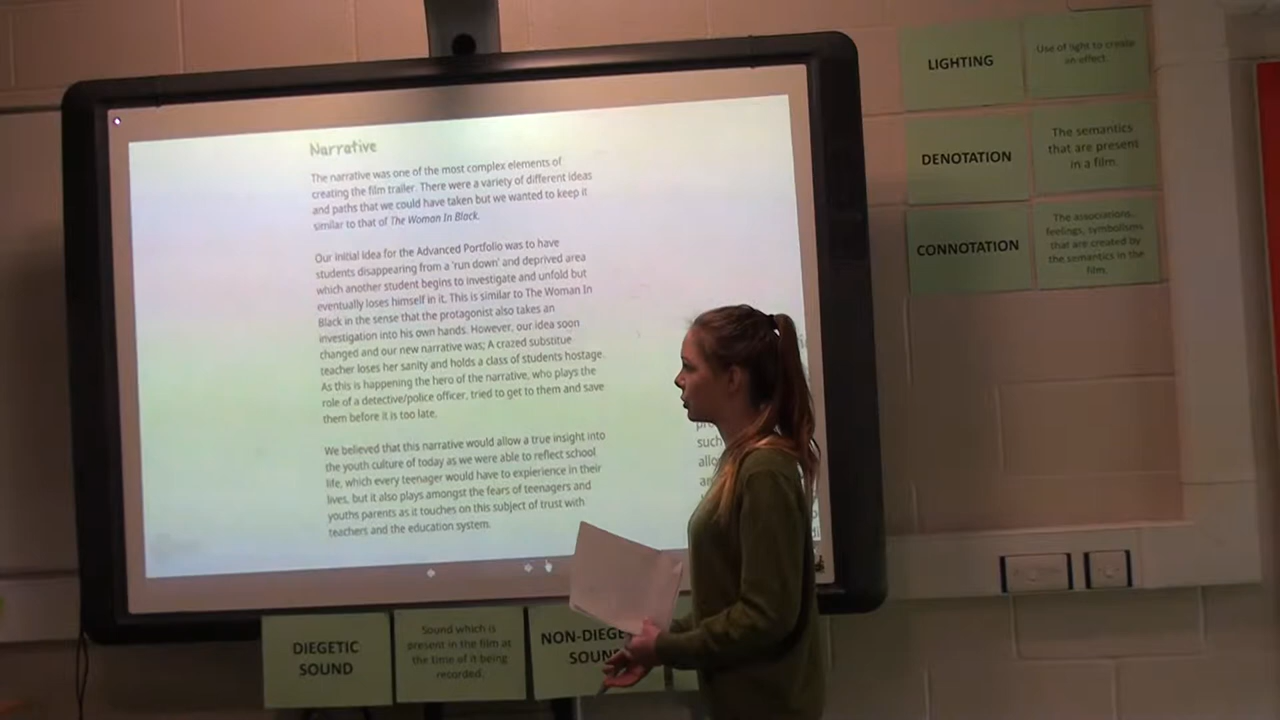 Narrative
The narrative was one of the most complex elements of
creating the film trailer. There were a variety of different ideas
and paths that we could have taken but we wanted to keep it
similar to that of The Woman In Black.
Our initial idea for the Advanced Portfolio was to have
students disappearing from a 'run down' and deprived area
which another student begins to investigate and unfold but
eventually loses himself in it. This is similar to The Woman In
Black in the sense that the protagonist also takes an
investigation into his own hands. However, our idea soon
changed and our new narrative was; A crazed substitue
teacher loses her sanity and holds a class of students hostage.
As this is happening the hero of the narrative, who plays the
role of a detective/police officer, tried to get to them and save
them before it is too late.
We believed that this narrative would allow a true insight into
the youth culture of today as we were able to reflect school
life, which every teenager would have to expierience in their
lives, but it also plays amongst the fears of teenagers and
youths parents as it touches on this subject of trust with
teachers and the education system.
such
LIGHTING
Use of light to create
an effect.
DENOTATION
The semantics
that are present
in a film.
CONNOTATION
The associations,
feelings, symbolisms
that are created by
the semantics in the
film.
DIEGETIC
SOUND
Sound which is
present in the film at
the time of it being
recorded.
NON-DIEGE
SOUN